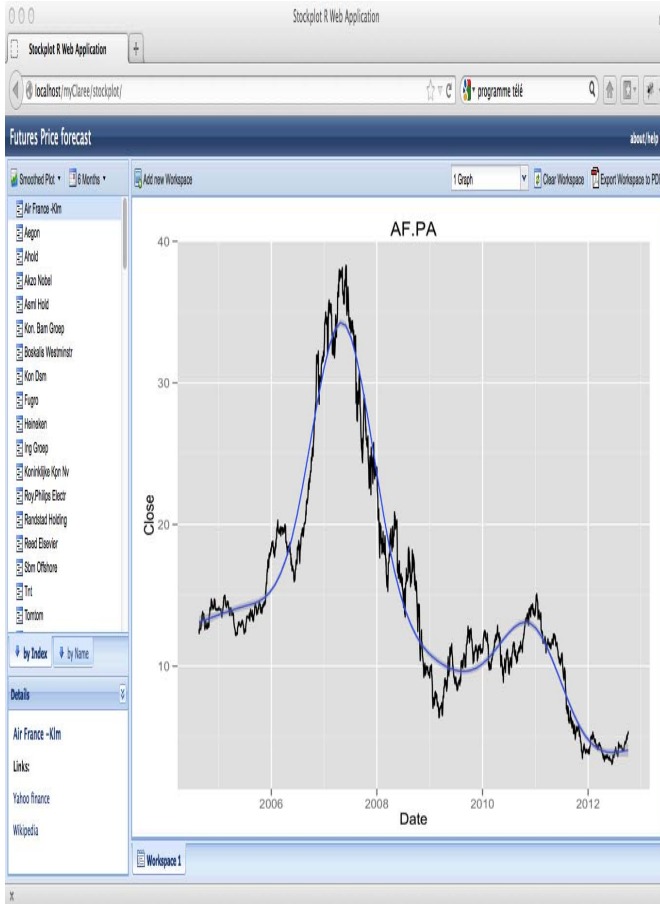 Stockplot R Web Application
Stockplot R Web Application
localhost/myClaree/stockplot/
programme télé
Futures Price forecast
about/help
Smoothed Plot
6 Months
Add new Workspace
1 Graph
Clear Workspace
Export Workspace to PDF
Air France -Klm
Aegon
Ahold
Akzo Nobel
Asml Hold
Kon. Bam Groep
Boskalis Westminstr
Kon Dsm
Fugro
Heineken
Ing Groep
Koninklijke Kpn Nv
Roy.Philips Electr
Randstad Holding
Reed Elsevier
Sbm Offshore
Tnt
Tomtom
by Index
by Name
Details
Air France -Klm
Links:
Yahoo finance
Wikipedia
AF.PA
Close
40
30
20
10
2006
2008
2010
2012
Date
Workspace 1